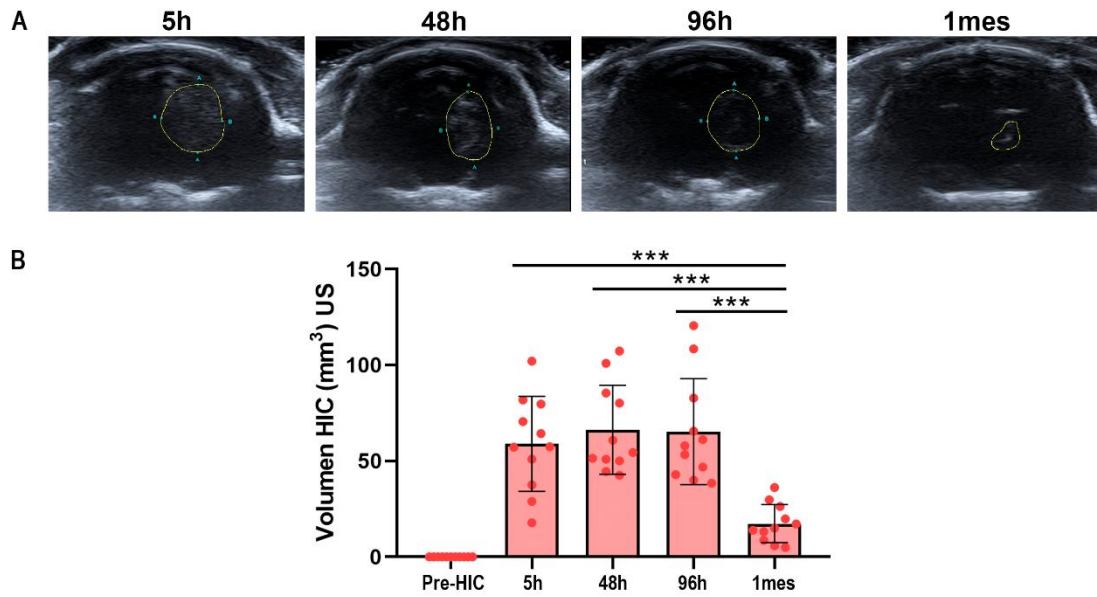 A
5h
48h
96h
1mes
A
B
B
A
A
B
B
A
A
B
B
A
B
Volumen HIC (mm³) US
150
100
50
0
***
***
***
Pre-HIC
5h
48h
96h
1mes